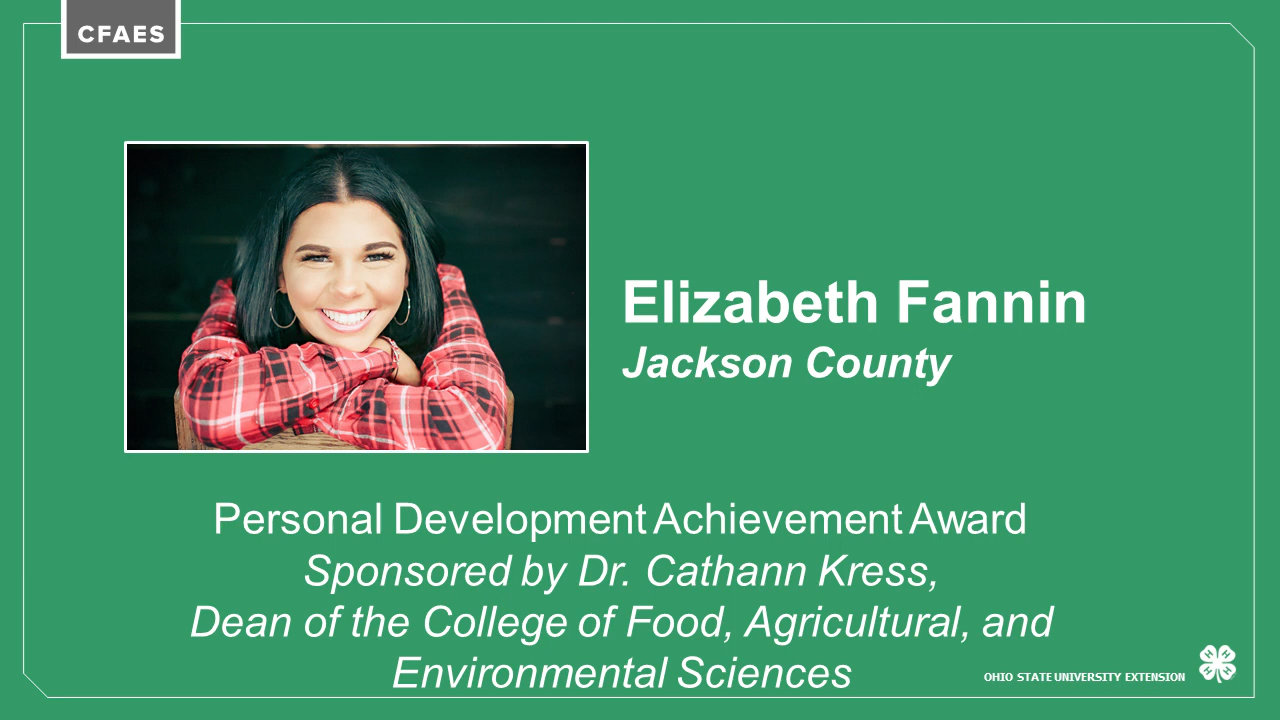 CFAES
Elizabeth Fannin
Jackson County
Personal Development Achievement Award
Sponsored by Dr. Cathann Kress,
Dean of the College of Food, Agricultural, and
Environmental Sciences
OHIO STATE UNIVERSITY EXTENSION
H H
H H